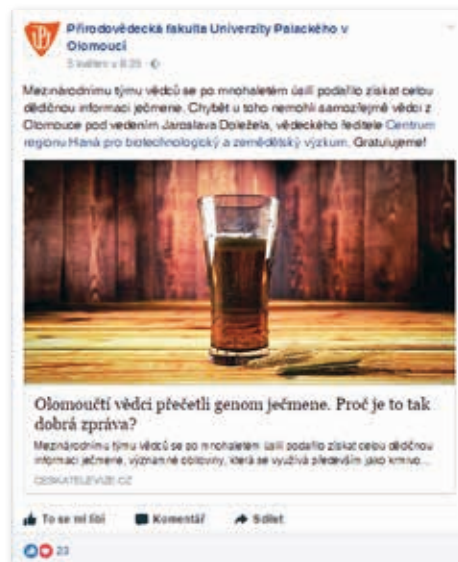 Přírodovědecká fakulta Univerzity Palackého v
Olomouci
5 květen v 8:39
Mezinárodnímu týmu vědců se po mnohaletém úsilí podařilo získat celou
dědičnou informaci ječmene. Chybět u toho nemohli samozřejmě vědci z
Olomouce pod vedením Jaroslava Doležela, vědeckého ředitele Centrum
regionu Haná pro biotechnologický a zemědělský výzkum. Gratulujeme!
Olomoučtí vědci přečetli genom ječmene. Proč je to tak
dobrá zpráva?
Mezinárodnímu týmu vědců se po mnohaletém úsilí podařilo získat celou dědičnou
informaci ječmene, významné obiloviny, která se využívá především jako krmivo...
CESKATELEVIZE.CZ
To se mi líbí Komentář Sdílet
23